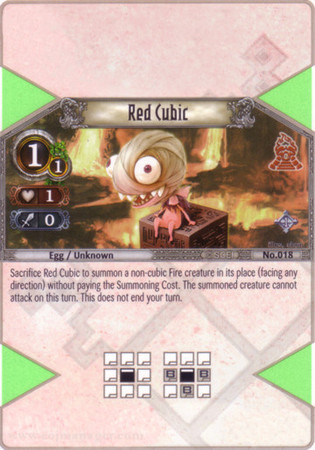 Red Cubic
1
1
1
0
Egg / Unknown
No.018
Sacrifice Red Cubic to summon a non-cubic Fire creature in its place (facing any
direction) without paying the Summoning Cost. The summoned creature cannot
attack on this turn. This does not end your turn.